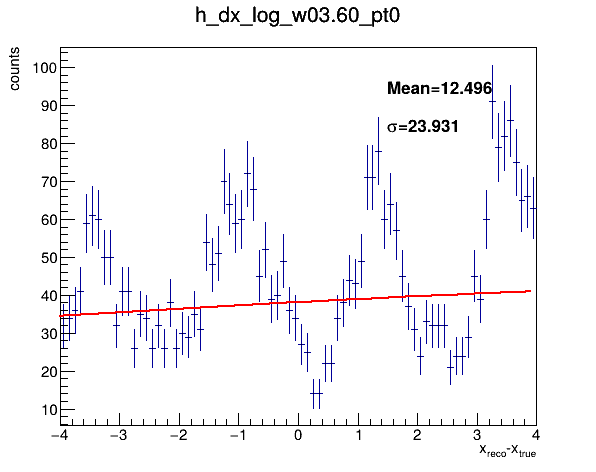 h_dx_log_w03.60_pt0
counts
Mean=12.496
σ=23.931
100
90
80
70
60
50
40
30
20
10
−4 −3 −2 −1 0 1 2 3 4
x_reco-x_true